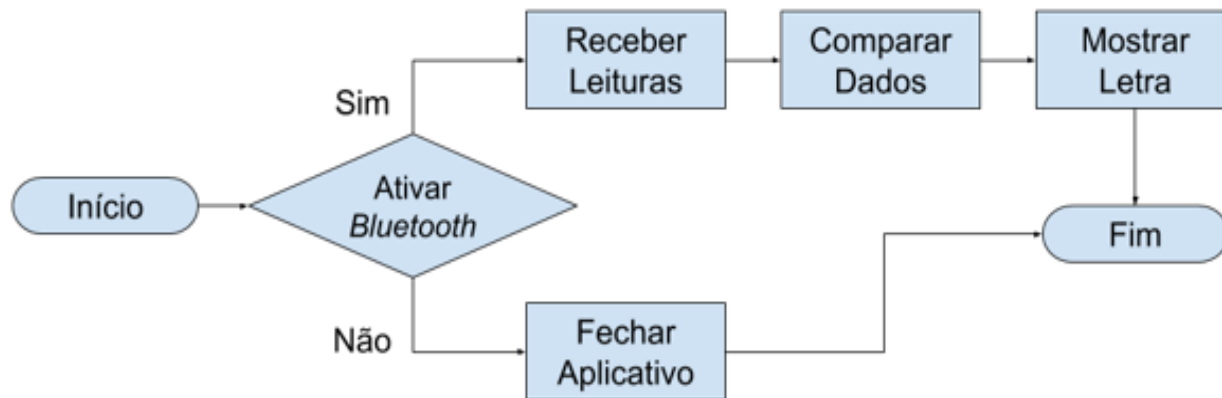 Início
Ativar
Bluetooth
Sim
Receber
Leituras
Comparar
Dados
Mostrar
Letra
Não
Fechar
Aplicativo
Fim